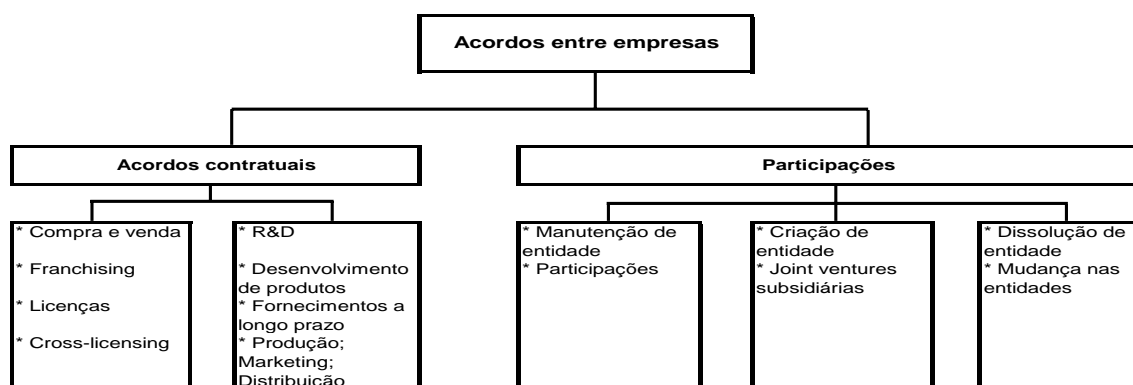 Acordos entre empresas
Acordos contratuais
Participações
* Compra e venda
* Franchising
* Licenças
* Cross-licensing
* R&D
* Desenvolvimento
de produtos
* Fornecimentos a
longo prazo
* Produção;
Marketing;
Distribuição
* Manutenção de
entidade
* Participações
* Criação de
entidade
* Joint ventures
subsidiárias
* Dissolução de
entidade
* Mudança nas
entidades